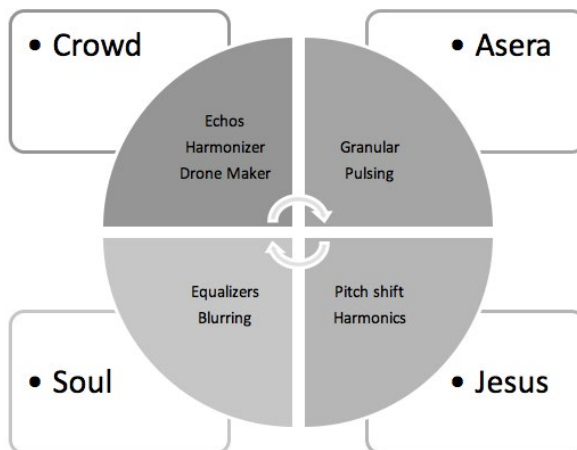 • Crowd
• Asera
Echos
Harmonizer
Drone Maker
Granular
Pulsing
Equalizers
Blurring
Pitch shift
Harmonics
• Soul
• Jesus